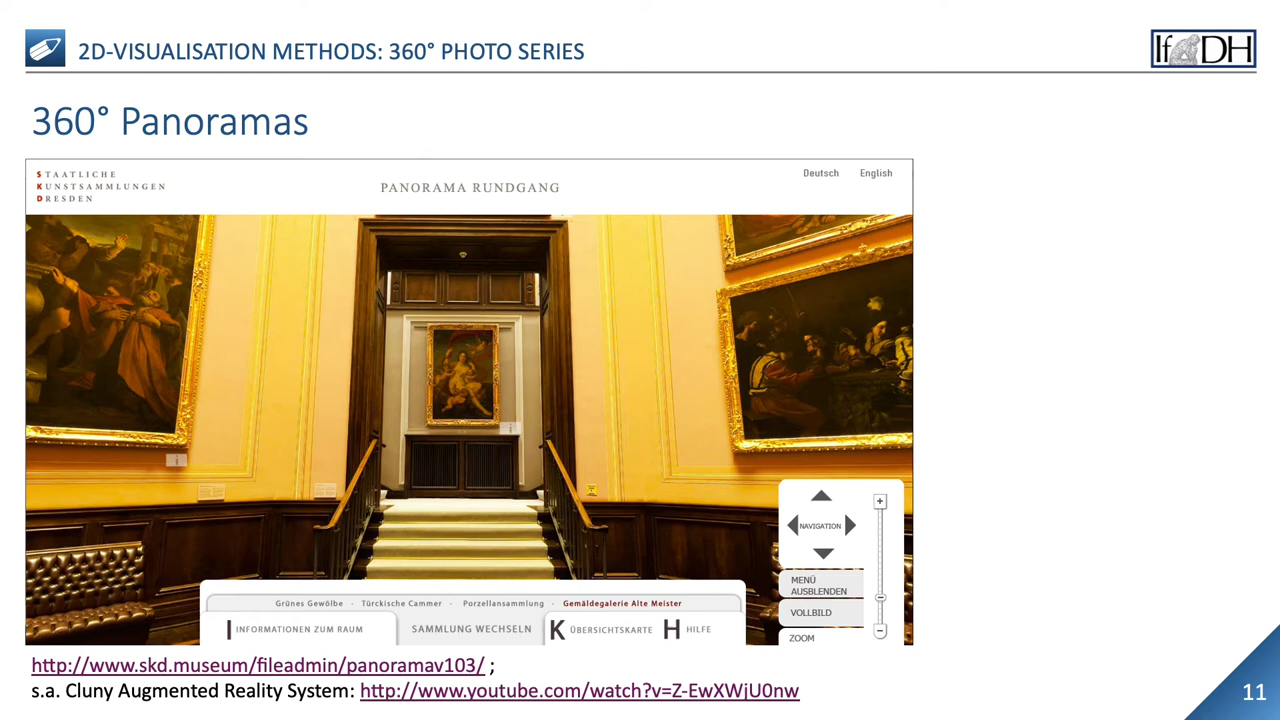 2D-VISUALISATION METHODS: 360° PHOTO SERIES
IfDH
360° Panoramas
STAATLICHE
KUNSTSAMMLUNGEN
DRESDEN
PANORAMA RUNDGANG
Deutsch English
NAVIGATION
+
MENÜ
AUSBLENDEN
VOLLBILD
-
ZOOM
Grünes Gewölbe · Türckische Cammer · Porzellansammlung · Gemäldegalerie Alte Meister
I INFORMATIONEN ZUM RAUM SAMMLUNG WECHSELN K ÜBERSICHTSKARTE H HILFE
http://www.skd.museum/fileadmin/panoramav103/ ;
s.a. Cluny Augmented Reality System: http://www.youtube.com/watch?v=Z-EwXWjU0nw
11